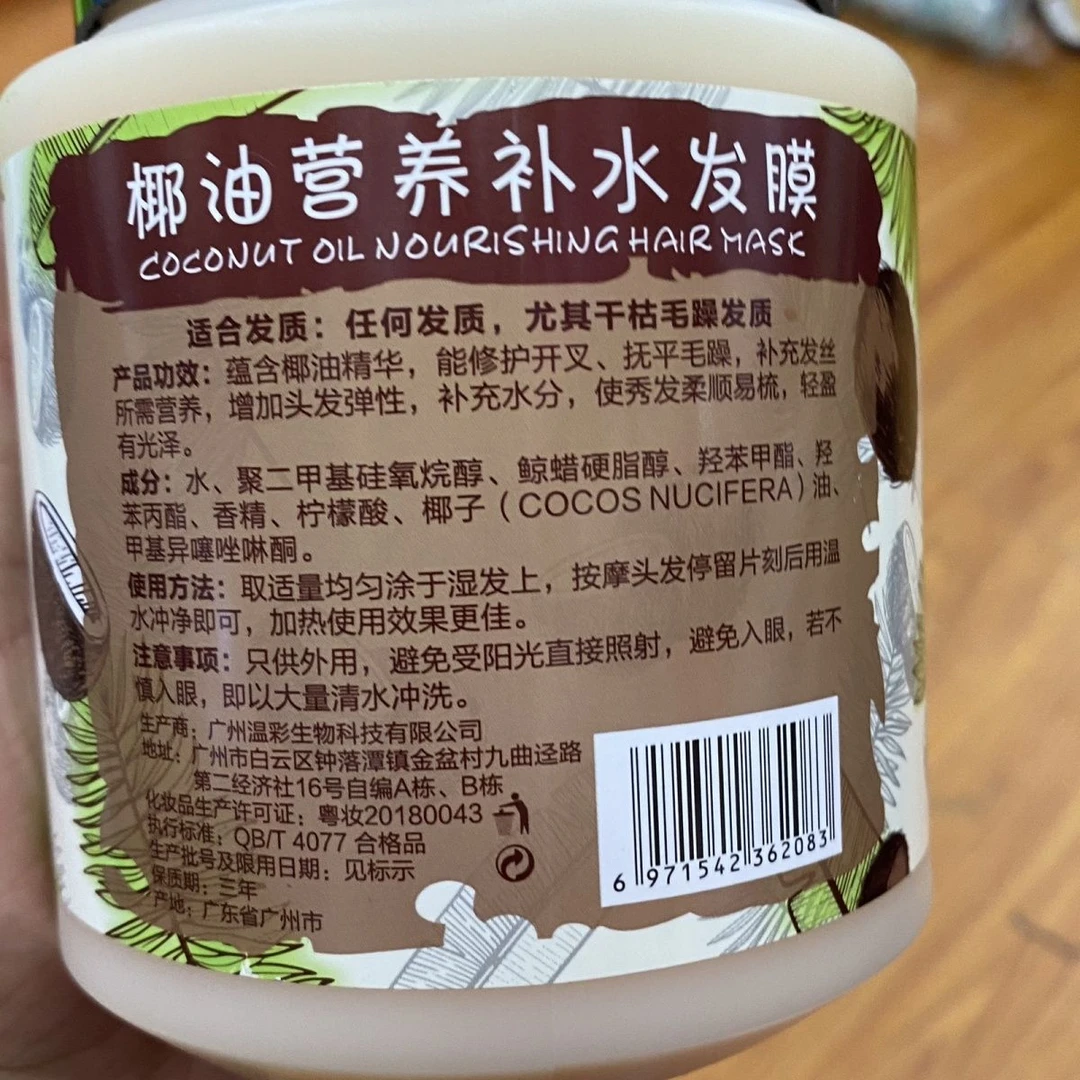 椰油营养补水发膜
COCONUT OIL NOURISHING HAIR MASK
适合发质：任何发质，尤其干枯毛躁发质
产品功效：蕴含椰油精华，能修护开叉、抚平毛躁，补充发丝
所需营养，增加头发弹性，补充水分，使秀发柔顺易梳，轻盈
有光泽。
成分：水、聚二甲基硅氧烷醇、鲸蜡硬脂醇、羟苯甲酯、羟
苯丙酯、香精、柠檬酸、椰子（COCOS NUCIFERA）油、
甲基异噻唑啉酮。
使用方法：取适量均匀涂于湿发上，按摩头发停留片刻后用温
水冲净即可，加热使用效果更佳。
注意事项：只供外用，避免受阳光直接照射，避免入眼，若不
慎入眼，即以大量清水冲洗。
生产商：广州温彩生物科技有限公司
地址：广州市白云区钟落潭镇金盆村九曲迳路
第二经济社16号自编A栋、B栋
化妆品生产许可证：粤妆20180043
执行标准：QB/T 4077 合格品
生产批号及限用日期：见标示
保质期：三年
产地：广东省广州市
6 971542 362083